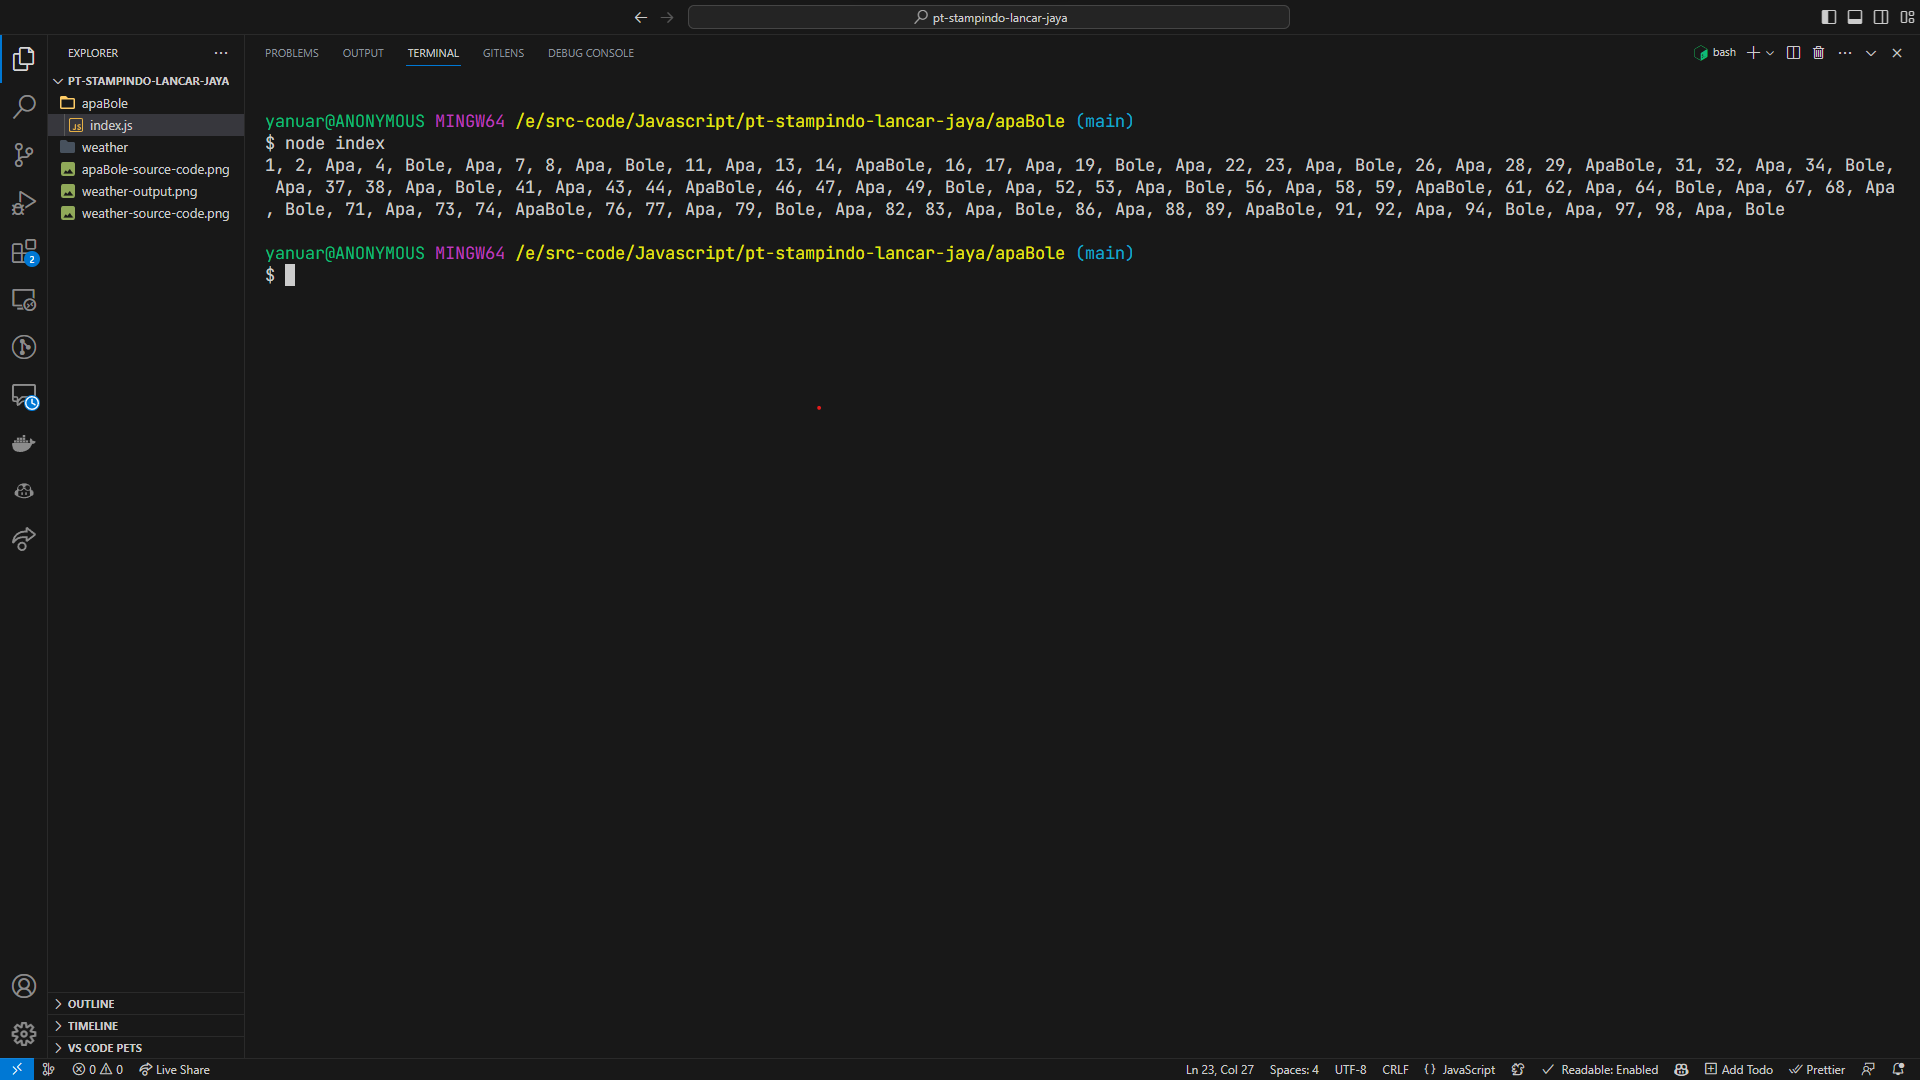 pt-stampindo-lancar-jaya
EXPLORER
PROBLEMS OUTPUT TERMINAL GITLENS DEBUG CONSOLE
bash
PT-STAMPINDO-LANCAR-JAYA
apaBole
JS index.js
weather
apaBole-source-code.png
weather-output.png
weather-source-code.png
yanuar@ANONYMOUS MINGW64 /e/src-code/Javascript/pt-stampindo-lancar-jaya/apaBole (main)
$ node index
1, 2, Apa, 4, Bole, Apa, 7, 8, Apa, Bole, 11, Apa, 13, 14, ApaBole, 16, 17, Apa, 19, Bole, Apa, 22, 23, Apa, Bole, 26, Apa, 28, 29, ApaBole, 31, 32, Apa, 34, Bole,
Apa, 37, 38, Apa, Bole, 41, Apa, 43, 44, ApaBole, 46, 47, Apa, 49, Bole, Apa, 52, 53, Apa, Bole, 56, Apa, 58, 59, ApaBole, 61, 62, Apa, 64, Bole, Apa, 67, 68, Apa
, Bole, 71, Apa, 73, 74, ApaBole, 76, 77, Apa, 79, Bole, Apa, 82, 83, Apa, Bole, 86, Apa, 88, 89, ApaBole, 91, 92, Apa, 94, Bole, Apa, 97, 98, Apa, Bole
yanuar@ANONYMOUS MINGW64 /e/src-code/Javascript/pt-stampindo-lancar-jaya/apaBole (main)
$
2
OUTLINE
TIMELINE
VS CODE PETS
0 0 Live Share
Ln 23, Col 27 Spaces: 4 UTF-8 CRLF {} JavaScript Readable: Enabled Add Todo Prettier